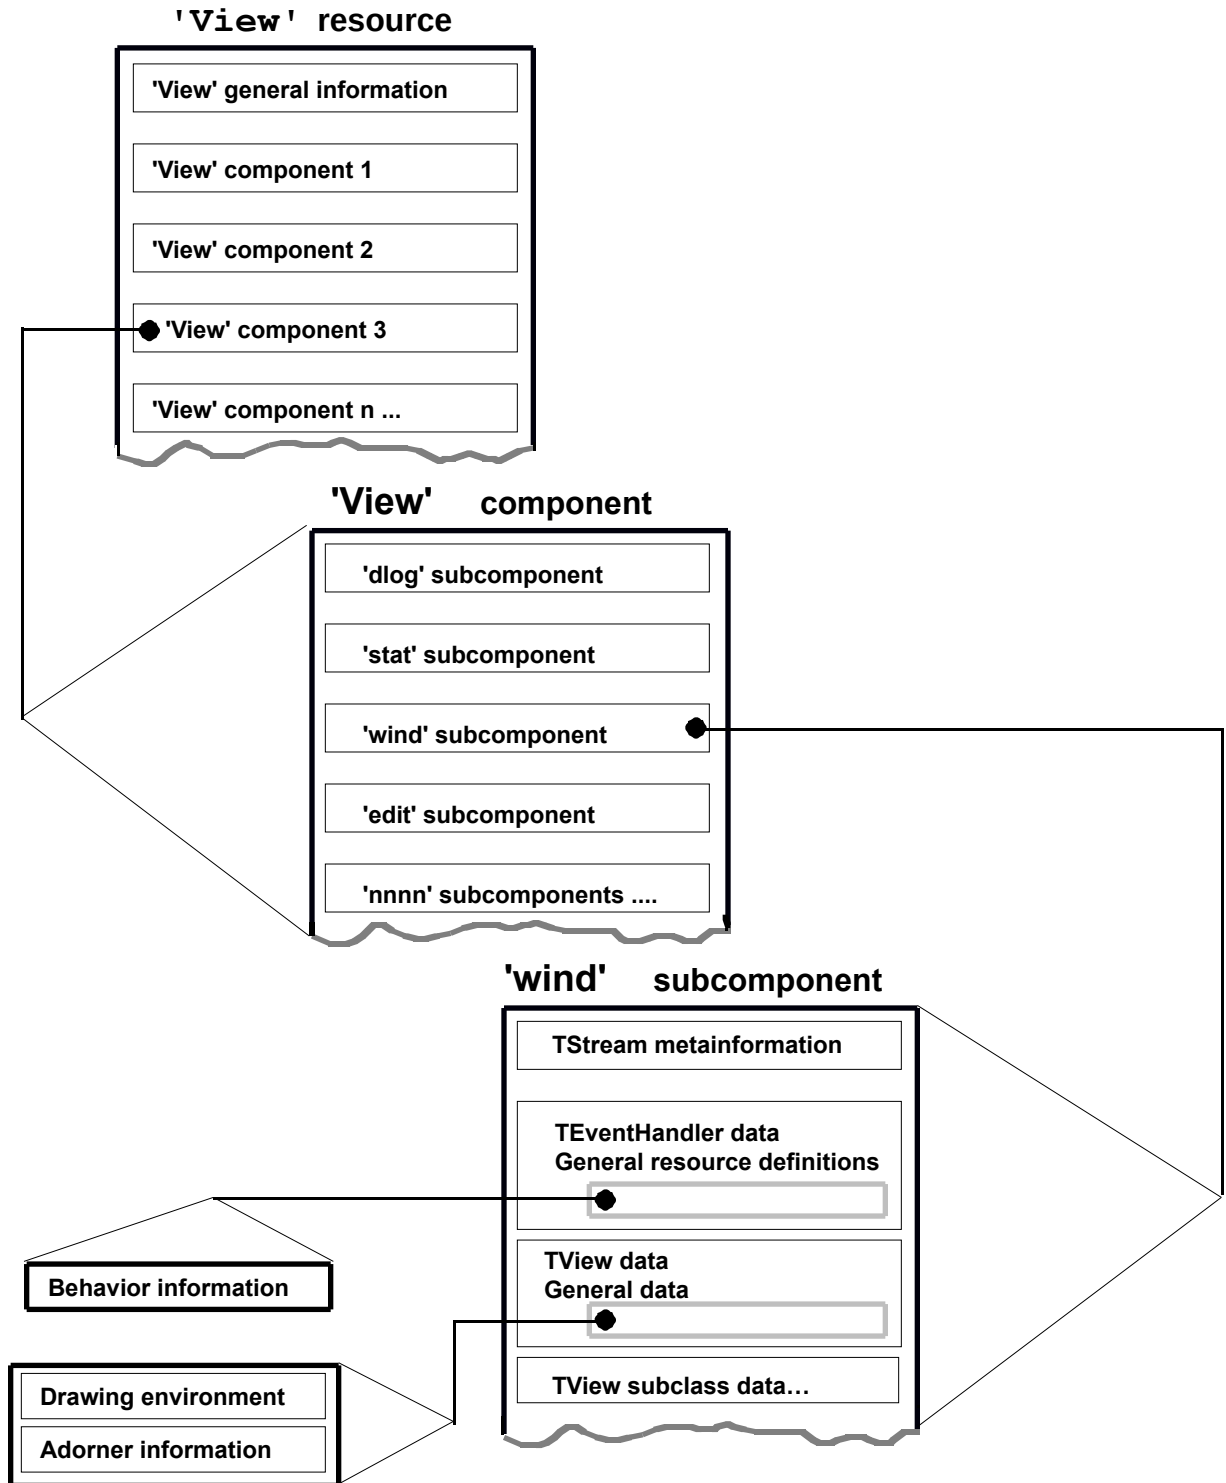 'View' resource
'View' general information
'View' component 1
'View' component 2
'View' component 3
'View' component n ...
'View' component
'dlog' subcomponent
'stat' subcomponent
'wind' subcomponent
'edit' subcomponent
'nnnn' subcomponents ....
'wind' subcomponent
TStream metainformation
TEventHandler data
General resource definitions
Behavior information
TView data
General data
TView subclass data…
Drawing environment
Adorner information